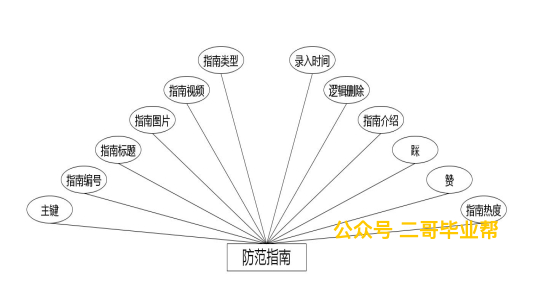 指南类型
录入时间
指南视频
逻辑删除
指南图片
指南介绍
指南标题
踩
指南编号
赞
主键
指南热度
公众号 二哥毕业帮
防范指南